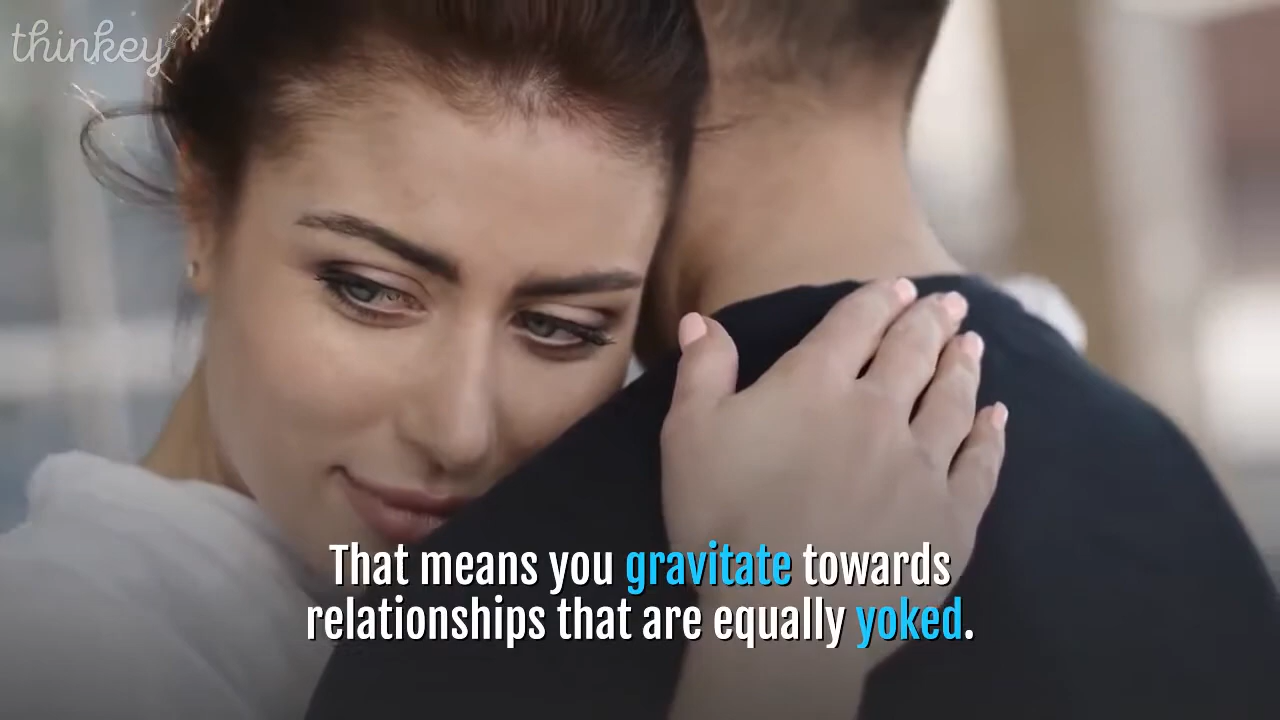 thinkey
That means you gravitate towards
relationships that are equally yoked.